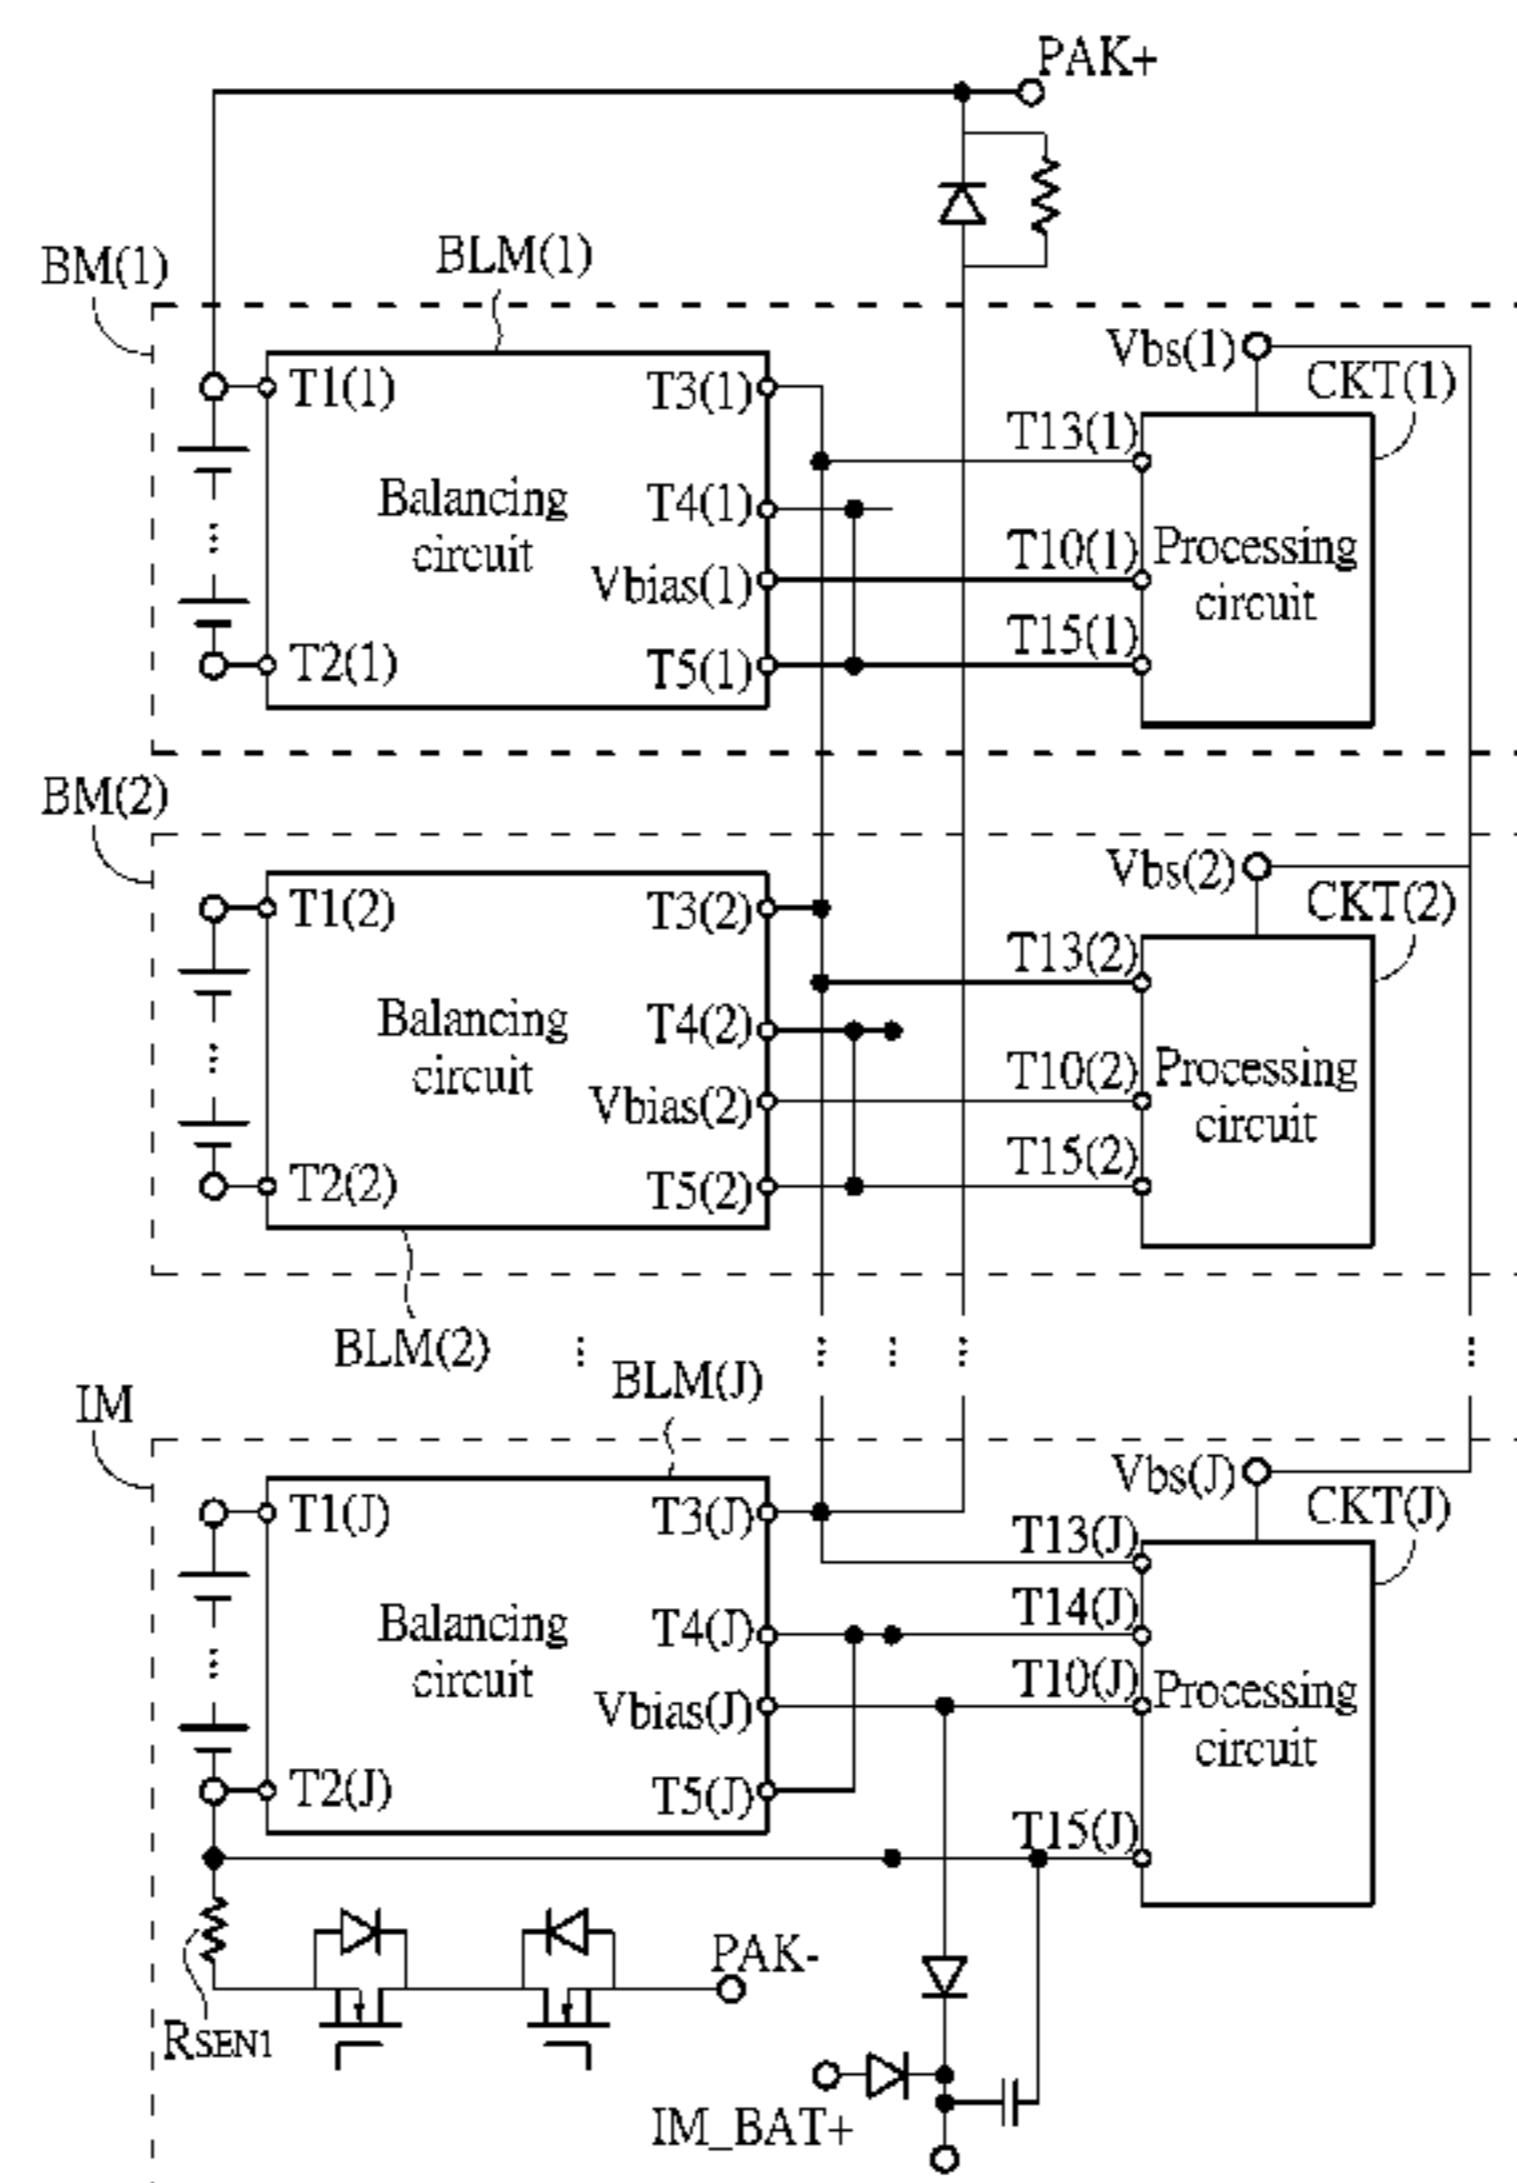 PAK+
BM(1)
BLM(1)
Vbs(1)
CKT(1)
T1(1)
T3(1)
T13(1)
Balancing
circuit
T4(1)
T10(1)
Processing
circuit
Vbias(1)
T15(1)
T2(1)
T5(1)
BM(2)
Vbs(2)
CKT(2)
T1(2)
T3(2)
T13(2)
Balancing
circuit
T4(2)
T10(2)
Processing
circuit
Vbias(2)
T15(2)
T2(2)
T5(2)
BLM(2)
BLM(J)
IM
Vbs(J)
CKT(J)
T1(J)
T3(J)
T13(J)
T14(J)
Balancing
circuit
T4(J)
T10(J)
Processing
circuit
Vbias(J)
T2(J)
T5(J)
T15(J)
PAK-
RSEN1
IM_BAT+